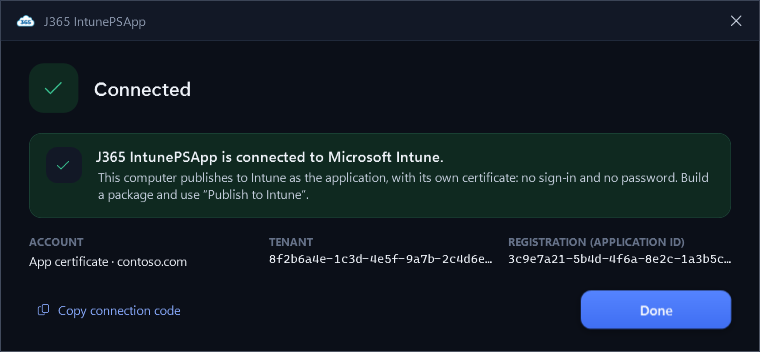 365
J365 IntunePSApp
Connected
J365 IntunePSApp is connected to Microsoft Intune.
This computer publishes to Intune as the application, with its own certificate: no sign-in and no password. Build
a package and use “Publish to Intune”.
ACCOUNT
App certificate · contoso.com
TENANT
8f2b6a4e-1c3d-4e5f-9a7b-2c4d6e…
REGISTRATION (APPLICATION ID)
3c9e7a21-5b4d-4f6a-8e2c-1a3b5c…
Copy connection code
Done